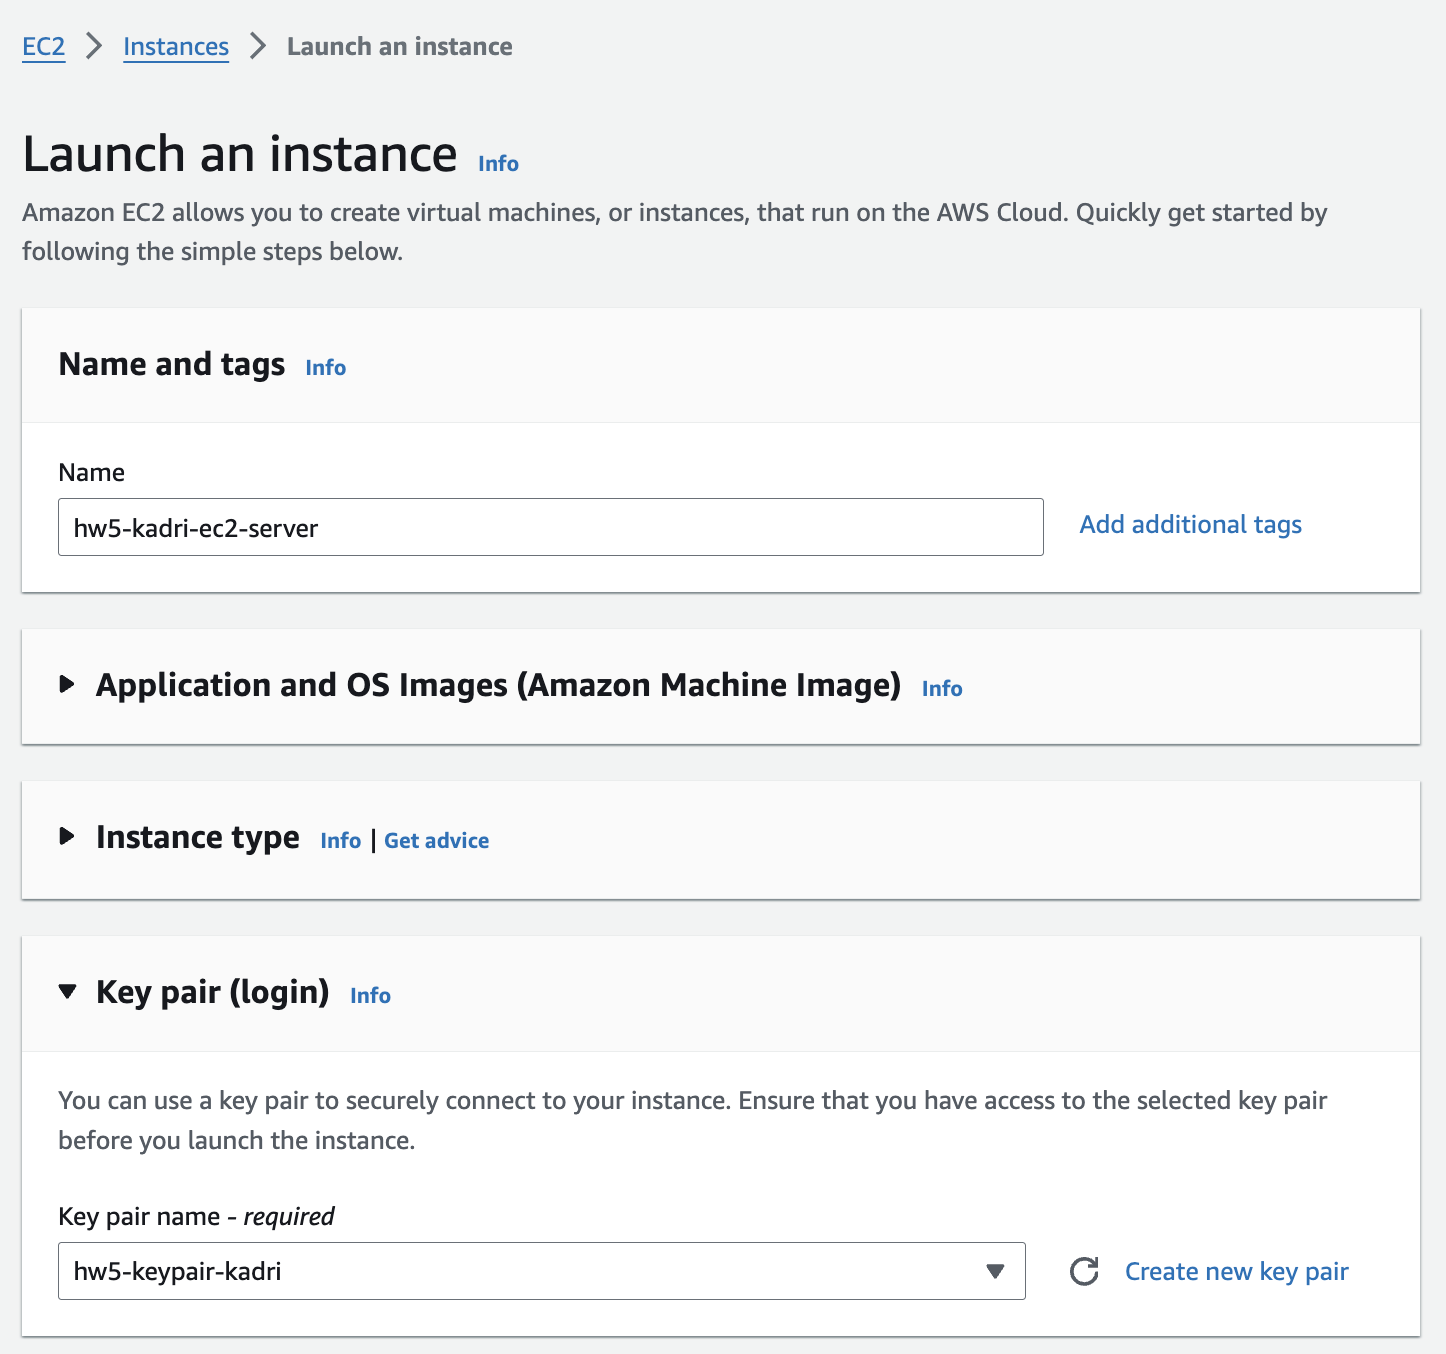 EC2 > Instances > Launch an instance
Launch an instance Info
Amazon EC2 allows you to create virtual machines, or instances, that run on the AWS Cloud. Quickly get started by
following the simple steps below.
Name and tags Info
Name
hw5-kadri-ec2-server
Add additional tags
Application and OS Images (Amazon Machine Image) Info
Instance type Info | Get advice
Key pair (login) Info
You can use a key pair to securely connect to your instance. Ensure that you have access to the selected key pair
before you launch the instance.
Key pair name - required
hw5-keypair-kadri
Create new key pair